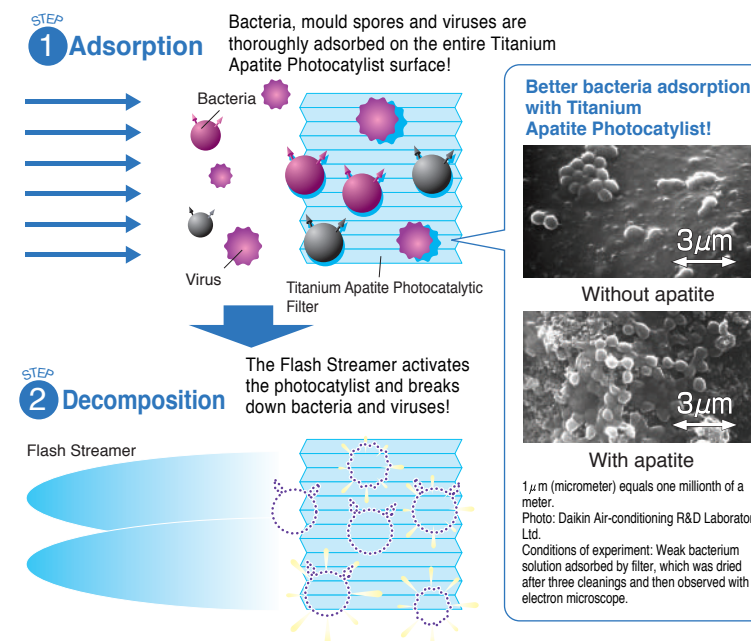 STEP
1 Adsorption
Bacteria, mould spores and viruses are
thoroughly adsorbed on the entire Titanium
Apatite Photocatylist surface!
Bacteria
Virus
Titanium Apatite Photocatalytic
Filter
STEP
2 Decomposition
The Flash Streamer activates
the photocatylist and breaks
down bacteria and viruses!
Flash Streamer
Better bacteria adsorption
with Titanium
Apatite Photocatylist!
3μm
Without apatite
3μm
With apatite
1μm (micrometer) equals one millionth of a
meter.
Photo: Daikin Air-conditioning R&D Laborator
Ltd.
Conditions of experiment: Weak bacterium
solution adsorbed by filter, which was dried
after three cleanings and then observed with
electron microscope.